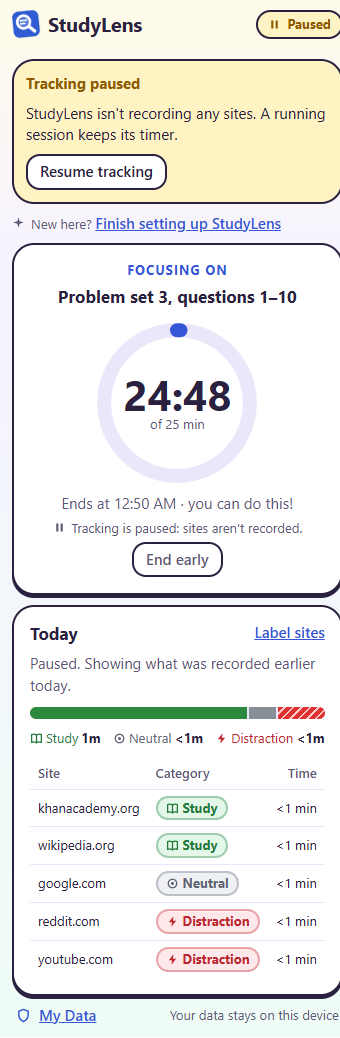 StudyLens
Paused
Tracking paused
StudyLens isn't recording any sites. A running
session keeps its timer.
Resume tracking
New here? Finish setting up StudyLens
FOCUSING ON
Problem set 3, questions 1–10
24:48
of 25 min
Ends at 12:50 AM · you can do this!
Tracking is paused: sites aren't recorded.
End early
Today Label sites
Paused. Showing what was recorded earlier
today.
Study 1m Neutral <1m Distraction <1m
Site Category Time
khanacademy.org Study <1 min
wikipedia.org Study <1 min
google.com Neutral <1 min
reddit.com Distraction <1 min
youtube.com Distraction <1 min
My Data Your data stays on this device